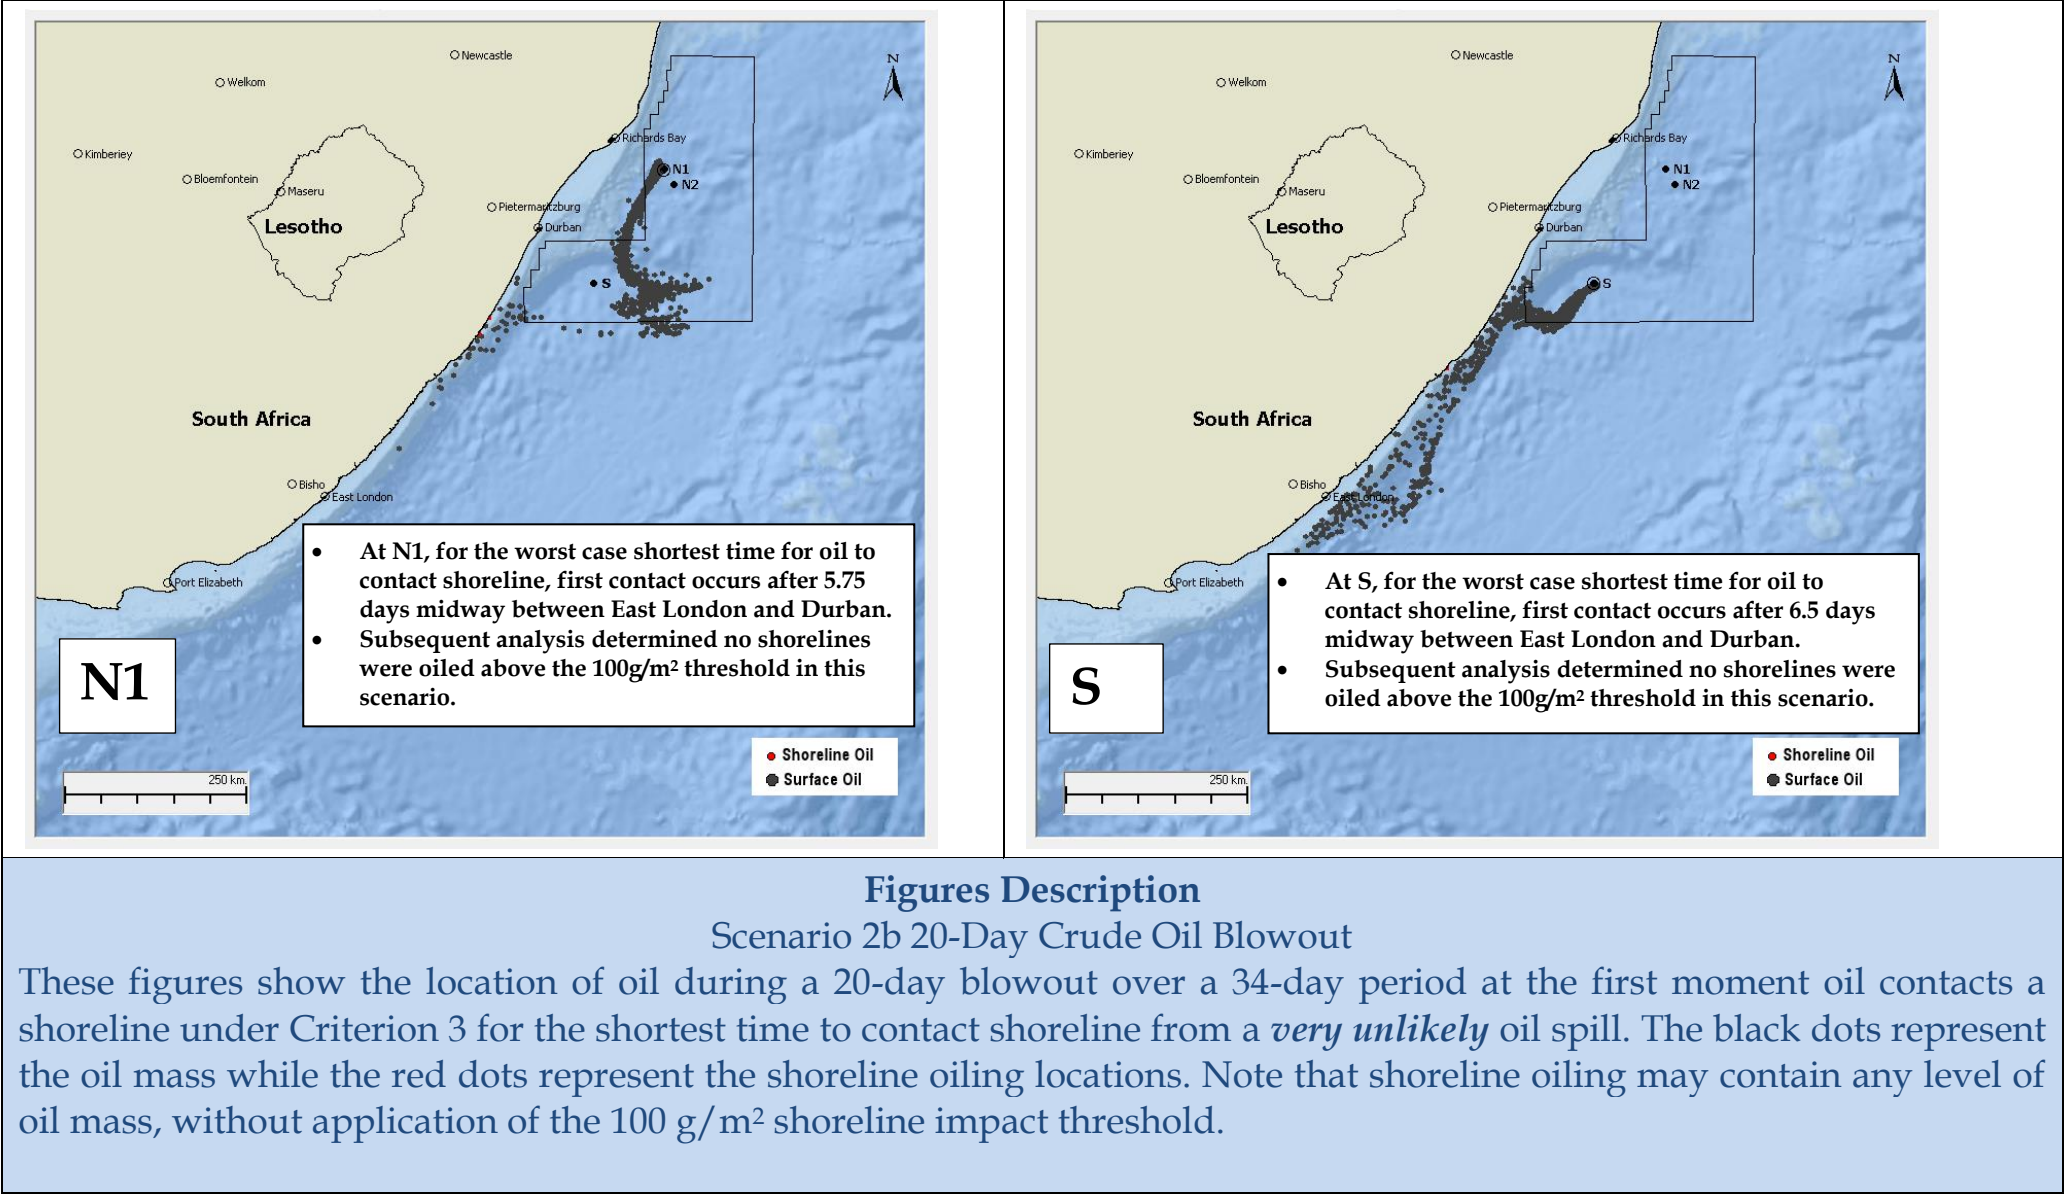 Newcastle
N
Welkom
Richards Bay
Kimberley
N1
Bloemfontein
N2
Maseru
Pietermaritzburg
Lesotho
Durban
S
South Africa
Bisho
East London
• At N1, for the worst case shortest time for oil to
contact shoreline, first contact occurs after 5.75
days midway between East London and Durban.
• Subsequent analysis determined no shorelines
were oiled above the 100g/m² threshold in this
scenario.
Port Elizabeth
N1
Shoreline Oil
Surface Oil
250 km.
Newcastle
N
Welkom
Richards Bay
Kimberley
N1
Bloemfontein
N2
Maseru
Pietermaritzburg
Lesotho
Durban
S
South Africa
Bisho
East London
• At S, for the worst case shortest time for oil to
contact shoreline, first contact occurs after 6.5 days
midway between East London and Durban.
• Subsequent analysis determined no shorelines were
oiled above the 100g/m² threshold in this scenario.
Port Elizabeth
S
Shoreline Oil
Surface Oil
250 km.
Figures Description
Scenario 2b 20-Day Crude Oil Blowout
These figures show the location of oil during a 20-day blowout over a 34-day period at the first moment oil contacts a
shoreline under Criterion 3 for the shortest time to contact shoreline from a very unlikely oil spill. The black dots represent
the oil mass while the red dots represent the shoreline oiling locations. Note that shoreline oiling may contain any level of
oil mass, without application of the 100 g/m² shoreline impact threshold.